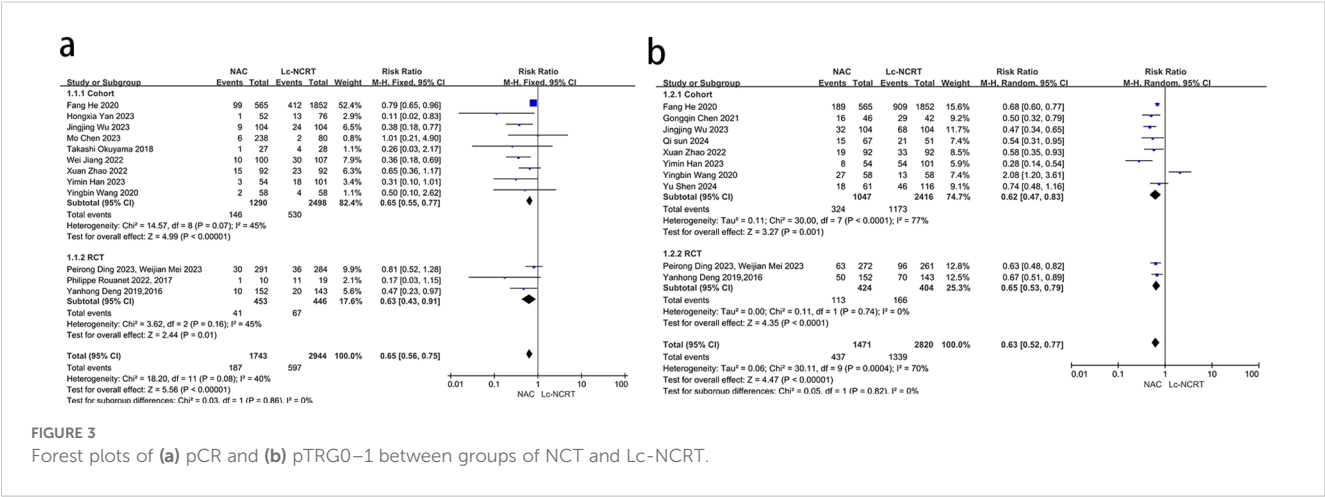 a
NAC Lc-NCRT Risk Ratio Risk Ratio
Study or Subgroup Events Total Events Total Weight M-H. Fixed. 95% CI M-H. Fixed. 95% CI
1.1.1 Cohort
Fang He 2020 99 565 412 1852 52.4% 0.79 [0.65, 0.96]
Hongxia Yan 2023 1 52 13 76 2.9% 0.11 [0.02, 0.83]
Jingjing Wu 2023 9 104 24 104 6.5% 0.38 [0.18, 0.77]
Mo Chen 2023 6 238 2 80 0.8% 1.01 [0.21, 4.90]
Takashi Okuyama 2018 1 27 4 28 1.1% 0.26 [0.03, 2.17]
Wei Jiang 2022 10 100 30 107 7.9% 0.36 [0.18, 0.69]
Xuan Zhao 2022 15 92 23 92 6.3% 0.65 [0.36, 1.17]
Yimin Han 2023 3 54 18 101 3.4% 0.31 [0.10, 1.01]
Yingbin Wang 2020 2 58 4 58 1.1% 0.50 [0.10, 2.62]
Subtotal (95% CI) 1290 2498 82.4% 0.65 [0.55, 0.77]
Total events 146 530
Heterogeneity: Chi² = 14.57, df = 8 (P = 0.07); I² = 45%
Test for overall effect: Z = 4.99 (P < 0.00001)
1.1.2 RCT
Peirong Ding 2023, Weijian Mei 2023 30 291 36 284 9.9% 0.81 [0.52, 1.28]
Philippe Rouanet 2022, 2017 1 10 11 19 2.1% 0.17 [0.03, 1.15]
Yanhong Deng 2019,2016 10 152 20 143 5.6% 0.47 [0.23, 0.97]
Subtotal (95% CI) 453 446 17.6% 0.63 [0.43, 0.91]
Total events 41 67
Heterogeneity: Chi² = 3.62, df = 2 (P = 0.16); I² = 45%
Test for overall effect: Z = 2.44 (P = 0.01)
Total (95% CI) 1743 2944 100.0% 0.65 [0.56, 0.75]
Total events 187 597
Heterogeneity: Chi² = 18.20, df = 11 (P = 0.08); I² = 40%
Test for overall effect: Z = 5.56 (P < 0.00001)
Test for subgroup differences: Chi² = 0.03, df = 1 (P = 0.86), I² = 0%
0.01 0.1 1 10 100
NAC Lc-NCRT
b
NAC Lc-NCRT Risk Ratio Risk Ratio
Study or Subgroup Events Total Events Total Weight M-H. Random. 95% CI M-H. Random. 95% CI
1.2.1 Cohort
Fang He 2020 189 565 909 1852 15.6% 0.68 [0.60, 0.77]
Gongqin Chen 2021 16 46 29 42 9.1% 0.50 [0.32, 0.79]
Jingjing Wu 2023 32 104 68 104 11.7% 0.47 [0.34, 0.65]
Qi sun 2024 15 67 21 51 7.0% 0.54 [0.31, 0.95]
Xuan Zhao 2022 19 92 33 92 8.5% 0.58 [0.35, 0.93]
Yimin Han 2023 8 54 54 101 6.3% 0.28 [0.14, 0.54]
Yingbin Wang 2020 27 58 13 58 7.6% 2.08 [1.20, 3.61]
Yu Shen 2024 18 61 46 116 9.0% 0.74 [0.48, 1.16]
Subtotal (95% CI) 1047 2416 74.7% 0.62 [0.47, 0.83]
Total events 324 1173
Heterogeneity: Tau² = 0.11; Chi² = 30.00, df = 7 (P < 0.0001); I² = 77%
Test for overall effect: Z = 3.27 (P = 0.001)
1.2.2 RCT
Peirong Ding 2023, Weijian Mei 2023 63 272 96 261 12.8% 0.63 [0.48, 0.82]
Yanhong Deng 2019,2016 50 152 70 143 12.5% 0.67 [0.51, 0.89]
Subtotal (95% CI) 424 404 25.3% 0.65 [0.53, 0.79]
Total events 113 166
Heterogeneity: Tau² = 0.00; Chi² = 0.11, df = 1 (P = 0.74); I² = 0%
Test for overall effect: Z = 4.35 (P < 0.0001)
Total (95% CI) 1471 2820 100.0% 0.63 [0.52, 0.77]
Total events 437 1339
Heterogeneity: Tau² = 0.06; Chi² = 30.11, df = 9 (P = 0.0004); I² = 70%
Test for overall effect: Z = 4.47 (P < 0.00001)
Test for subgroup differences: Chi² = 0.05, df = 1 (P = 0.82), I² = 0%
0.01 0.1 1 10 100
NAC Lc-NCRT
FIGURE 3
Forest plots of (a) pCR and (b) pTRG0–1 between groups of NCT and Lc-NCRT.